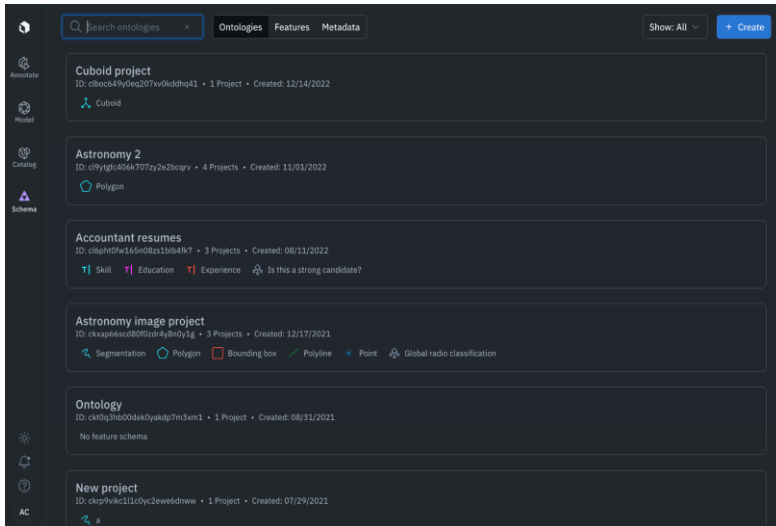 Search ontologies ×
Ontologies Features Metadata
Show: All
+ Create
Annotate
Model
Catalog
Schema
AC
Cuboid project
ID: clboc649y0eq207xv0kddhq41 • 1 Project • Created: 12/14/2022
Cuboid
Astronomy 2
ID: cl9ytgfc406k707zy2e2bcqrv • 4 Projects • Created: 11/01/2022
Polygon
Accountant resumes
ID: cl6pht0fw165n08zs1blb4fk7 • 3 Projects • Created: 08/11/2022
T| Skill T| Education T| Experience Is this a strong candidate?
Astronomy image project
ID: ckxap66scd80f0zdr4y8n0y1g • 3 Projects • Created: 12/17/2021
Segmentation Polygon Bounding box Polyline Point Global radio classification
Ontology
ID: ckt0q3hb00dek0yakdp7m3xm1 • 1 Project • Created: 08/31/2021
No feature schema
New project
ID: ckrp9vikc1l1c0yc2ewe6dnww • 1 Project • Created: 07/29/2021
a